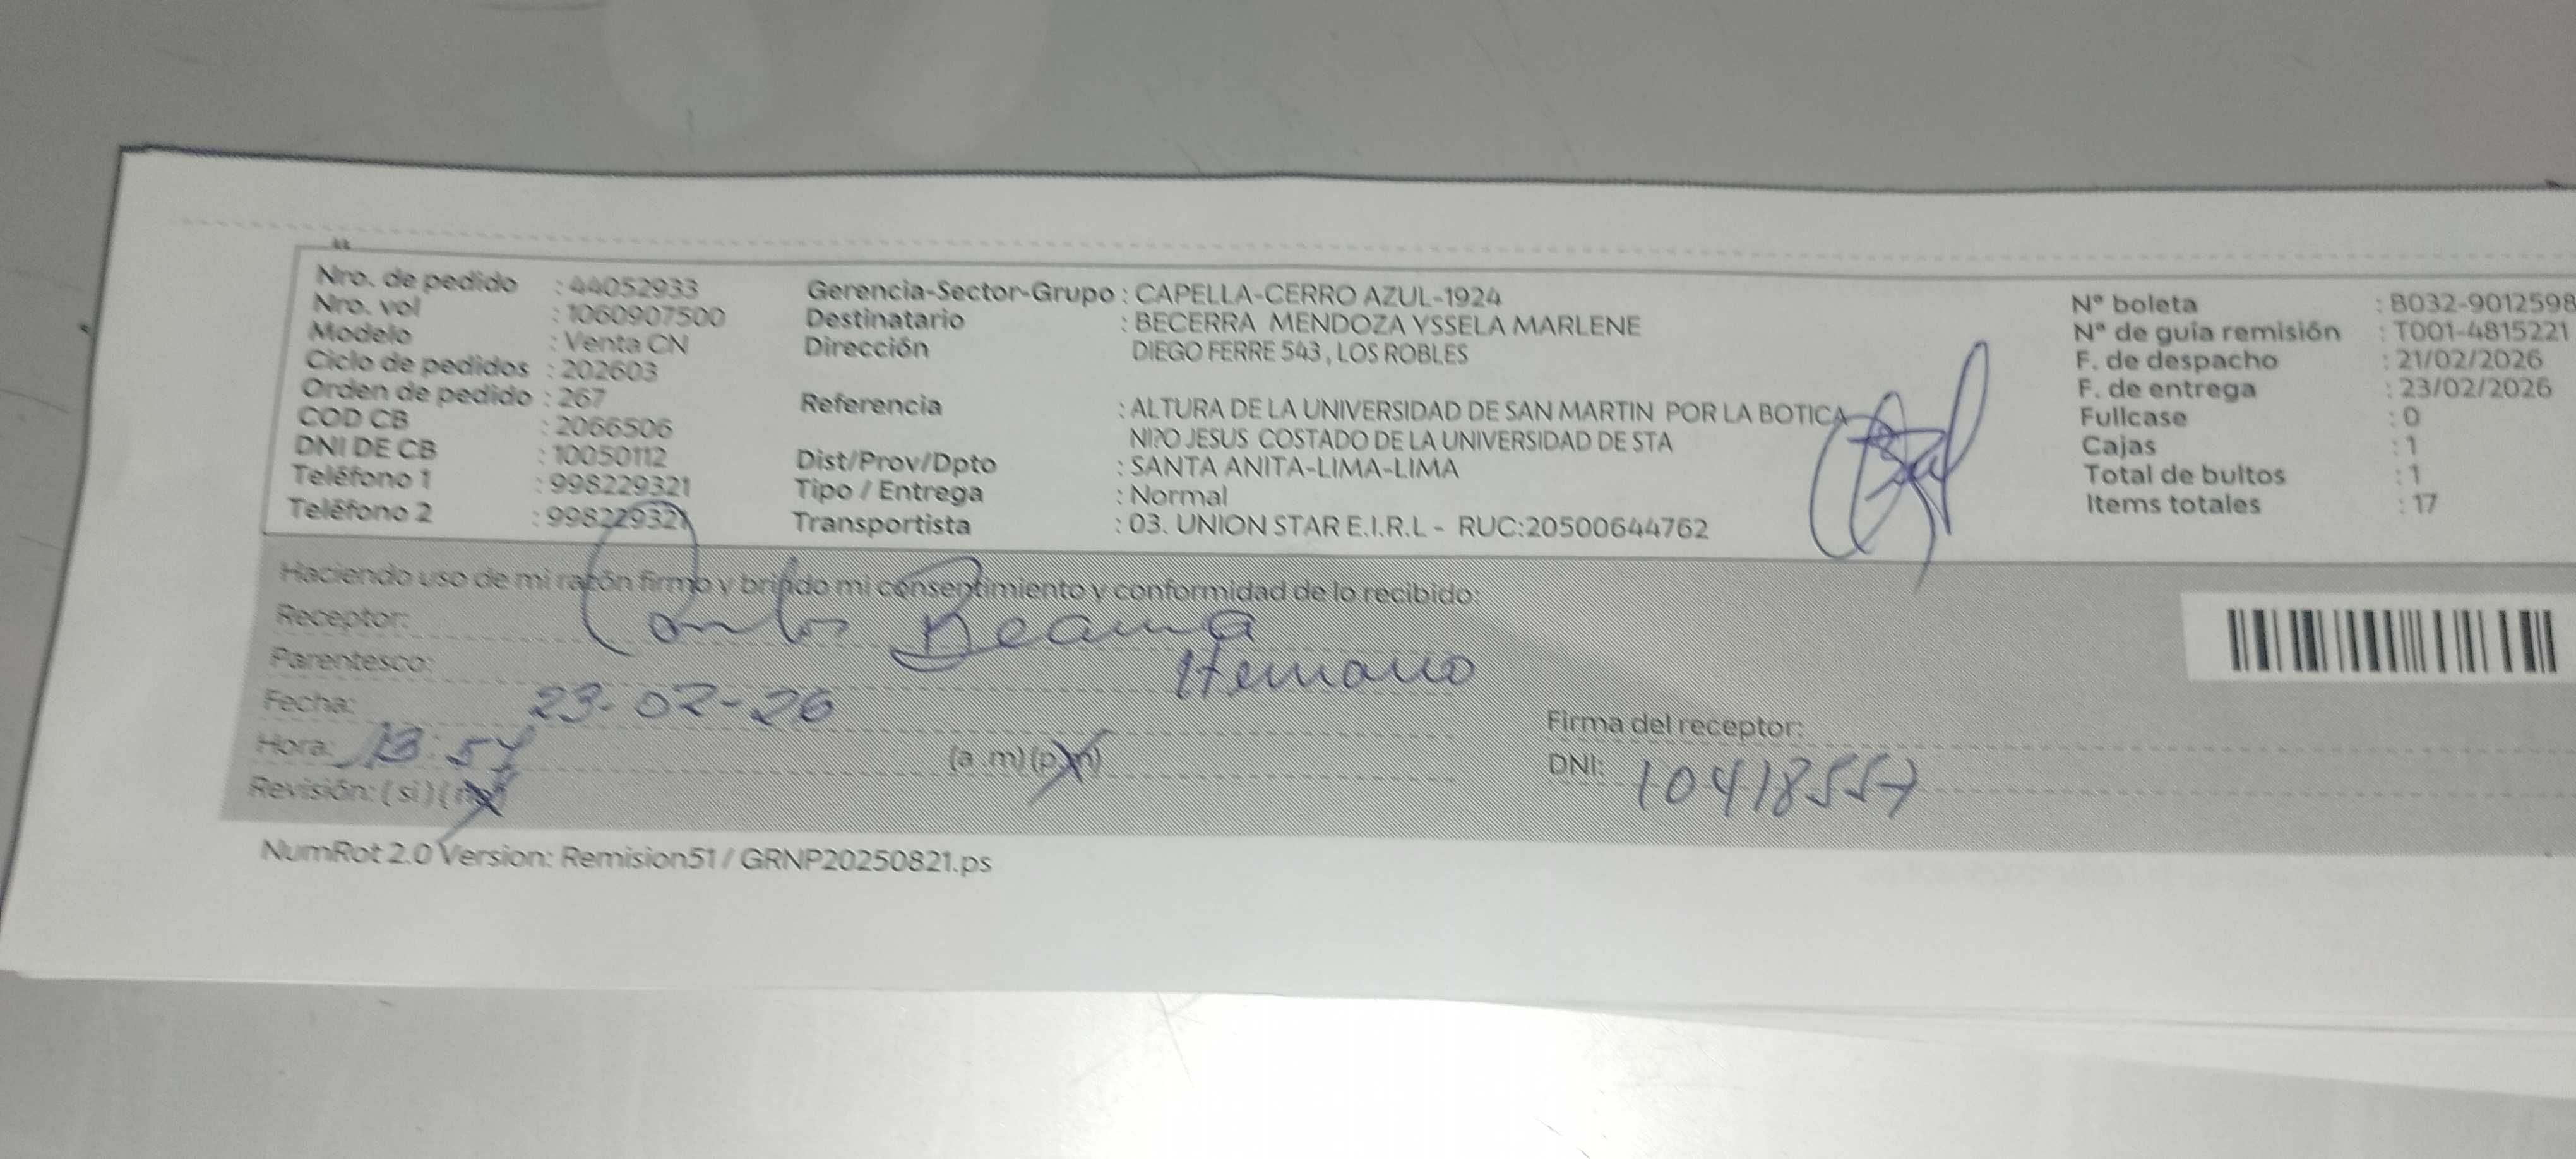 Nro. de pedido : 44052933
Nro. vol : 1060907500
Modelo : Venta CN
Ciclo de pedidos : 202603
Orden de pedido : 267
COD CB : 2066506
DNI DE CB : 10050112
Teléfono 1 : 998229321
Teléfono 2 : 998229321
Gerencia-Sector-Grupo : CAPELLA-CERRO AZUL-1924
Destinatario : BECERRA MENDOZA YSSELA MARLENE
Dirección DIEGO FERRE 543 , LOS ROBLES
Referencia : ALTURA DE LA UNIVERSIDAD DE SAN MARTIN POR LA BOTICA
NI?O JESUS COSTADO DE LA UNIVERSIDAD DE STA
Dist/Prov/Dpto : SANTA ANITA-LIMA-LIMA
Tipo / Entrega : Normal
Transportista : 03. UNION STAR E.I.R.L - RUC:20500644762
N° boleta : B032-9012598
N° de guía remisión : T001-4815221
F. de despacho : 21/02/2026
F. de entrega : 23/02/2026
Fullcase : 0
Cajas : 1
Total de bultos : 1
Items totales : 17
Haciendo uso de mi razón firmo y brindo mi consentimiento y conformidad de lo recibido:
Receptor: Carlos
Parentesco: Hermano
Fecha: 23-02-26
Hora: 13:57 (a .m) (p.m)
Revisión: ( si ) ( no )
Firma del receptor:
DNI: 10418557
NumRot 2.0 Version: Remision51 / GRNP20250821.ps